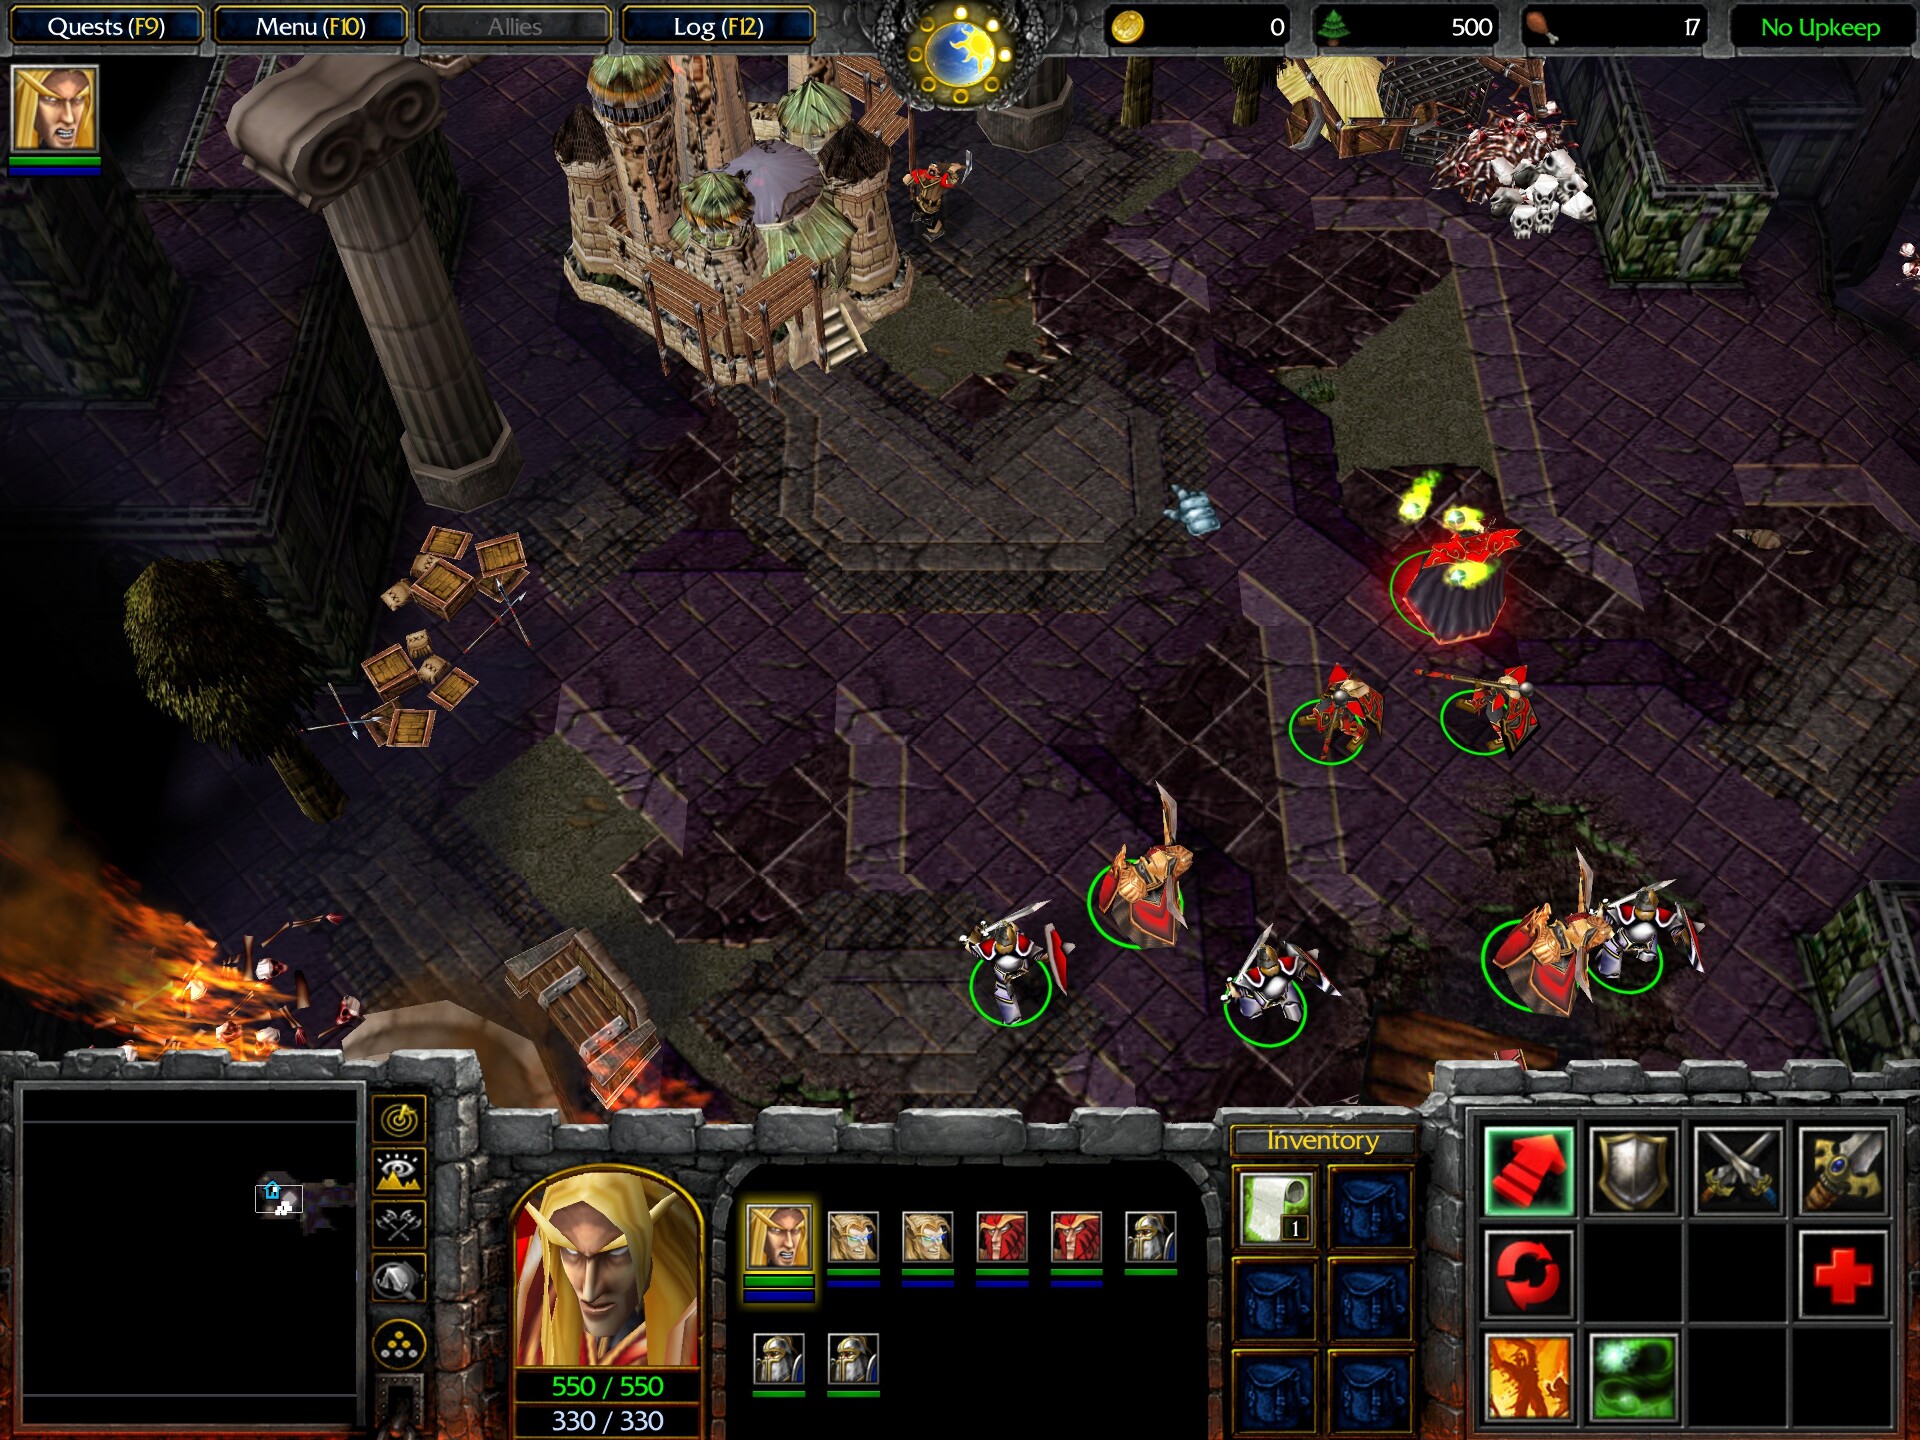 Quests (F9) Menu (F10) Allies Log (F12) 0 500 17 No Upkeep
Inventory
1
550 / 550
330 / 330